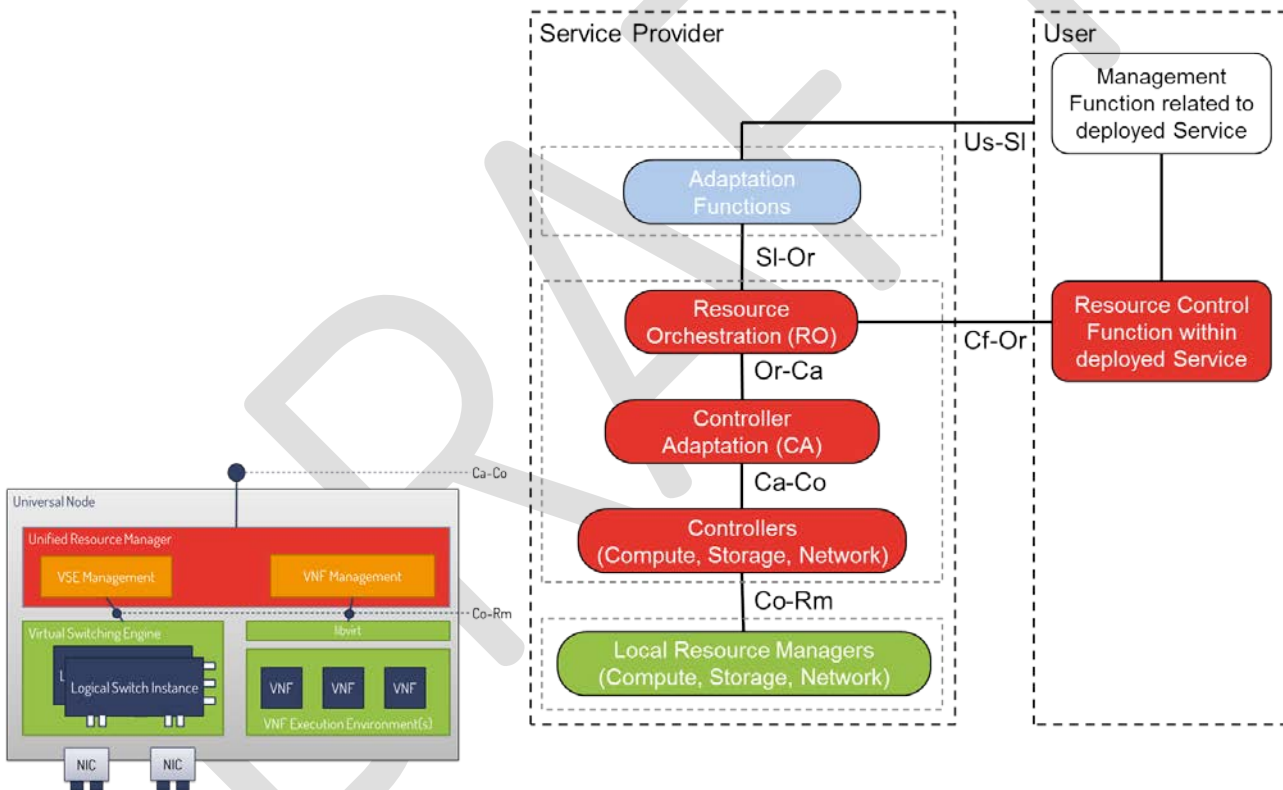 Service Provider
User
Management
Function related to
deployed Service
Us-Sl
Adaptation
Functions
Sl-Or
Resource
Orchestration (RO)
Cf-Or
Resource Control
Function within
deployed Service
Or-Ca
Controller
Adaptation (CA)
Ca-Co
Controllers
(Compute, Storage, Network)
Co-Rm
Local Resource Managers
(Compute, Storage, Network)
Ca-Co
Universal Node
Unified Resource Manager
VSE Management
VNF Management
Co-Rm
Virtual Switching Engine
libvirt
L
Logical Switch Instance
VNF
VNF
VNF
VNF Execution Environment(s)
NIC
NIC
DRAFT